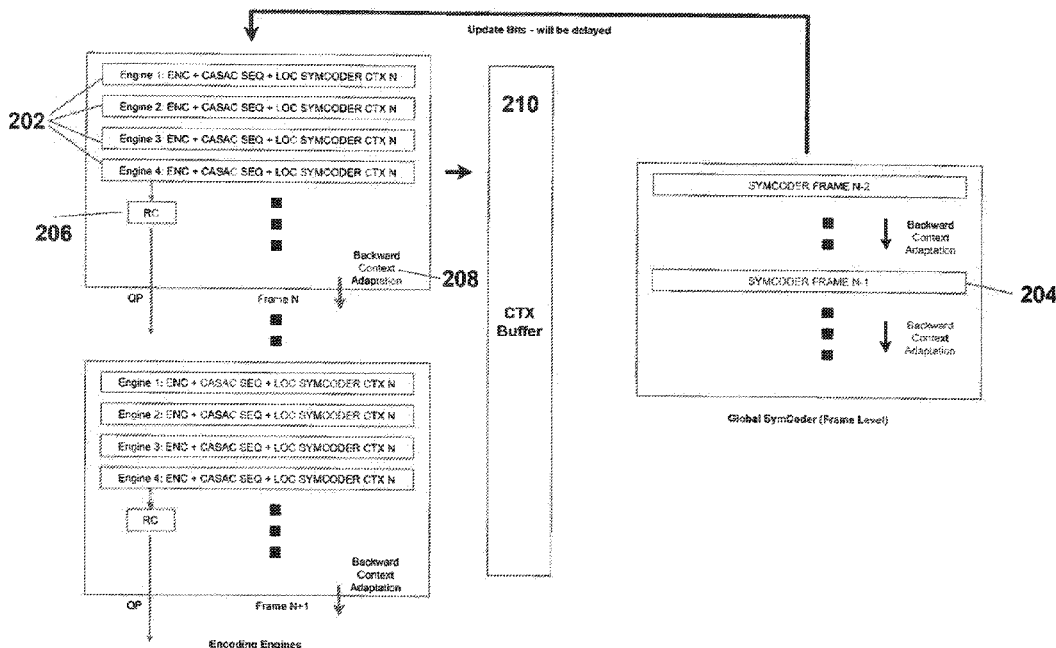 Update Bits - will be delayed
202
Engine 1: ENC + CASAC SEQ + LOC SYMCODER CTX N
Engine 2: ENC + CASAC SEQ + LOC SYMCODER CTX N
Engine 3: ENC + CASAC SEQ + LOC SYMCODER CTX N
Engine 4: ENC + CASAC SEQ + LOC SYMCODER CTX N
RC
206
Backward
Context
Adaptation
208
QP
Frame N
Engine 1: ENC + CASAC SEQ + LOC SYMCODER CTX N
Engine 2: ENC + CASAC SEQ + LOC SYMCODER CTX N
Engine 3: ENC + CASAC SEQ + LOC SYMCODER CTX N
Engine 4: ENC + CASAC SEQ + LOC SYMCODER CTX N
RC
Backward
Context
Adaptation
QP
Frame N+1
Encoding Engines
210
CTX
Buffer
SYMCODER FRAME N-2
Backward
Context
Adaptation
SYMCODER FRAME N-1
204
Backward
Context
Adaptation
Global SymCoder (Frame Level)